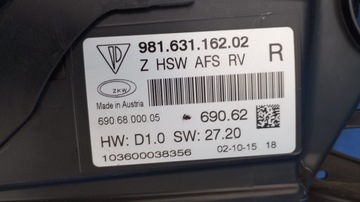 981.631.162.02
Z HSW AFS RV R
ZKW
Made in Austria
690.68.000.05 690.62
HW: D1.0 SW: 27.20
103600038356 02-10-15 18